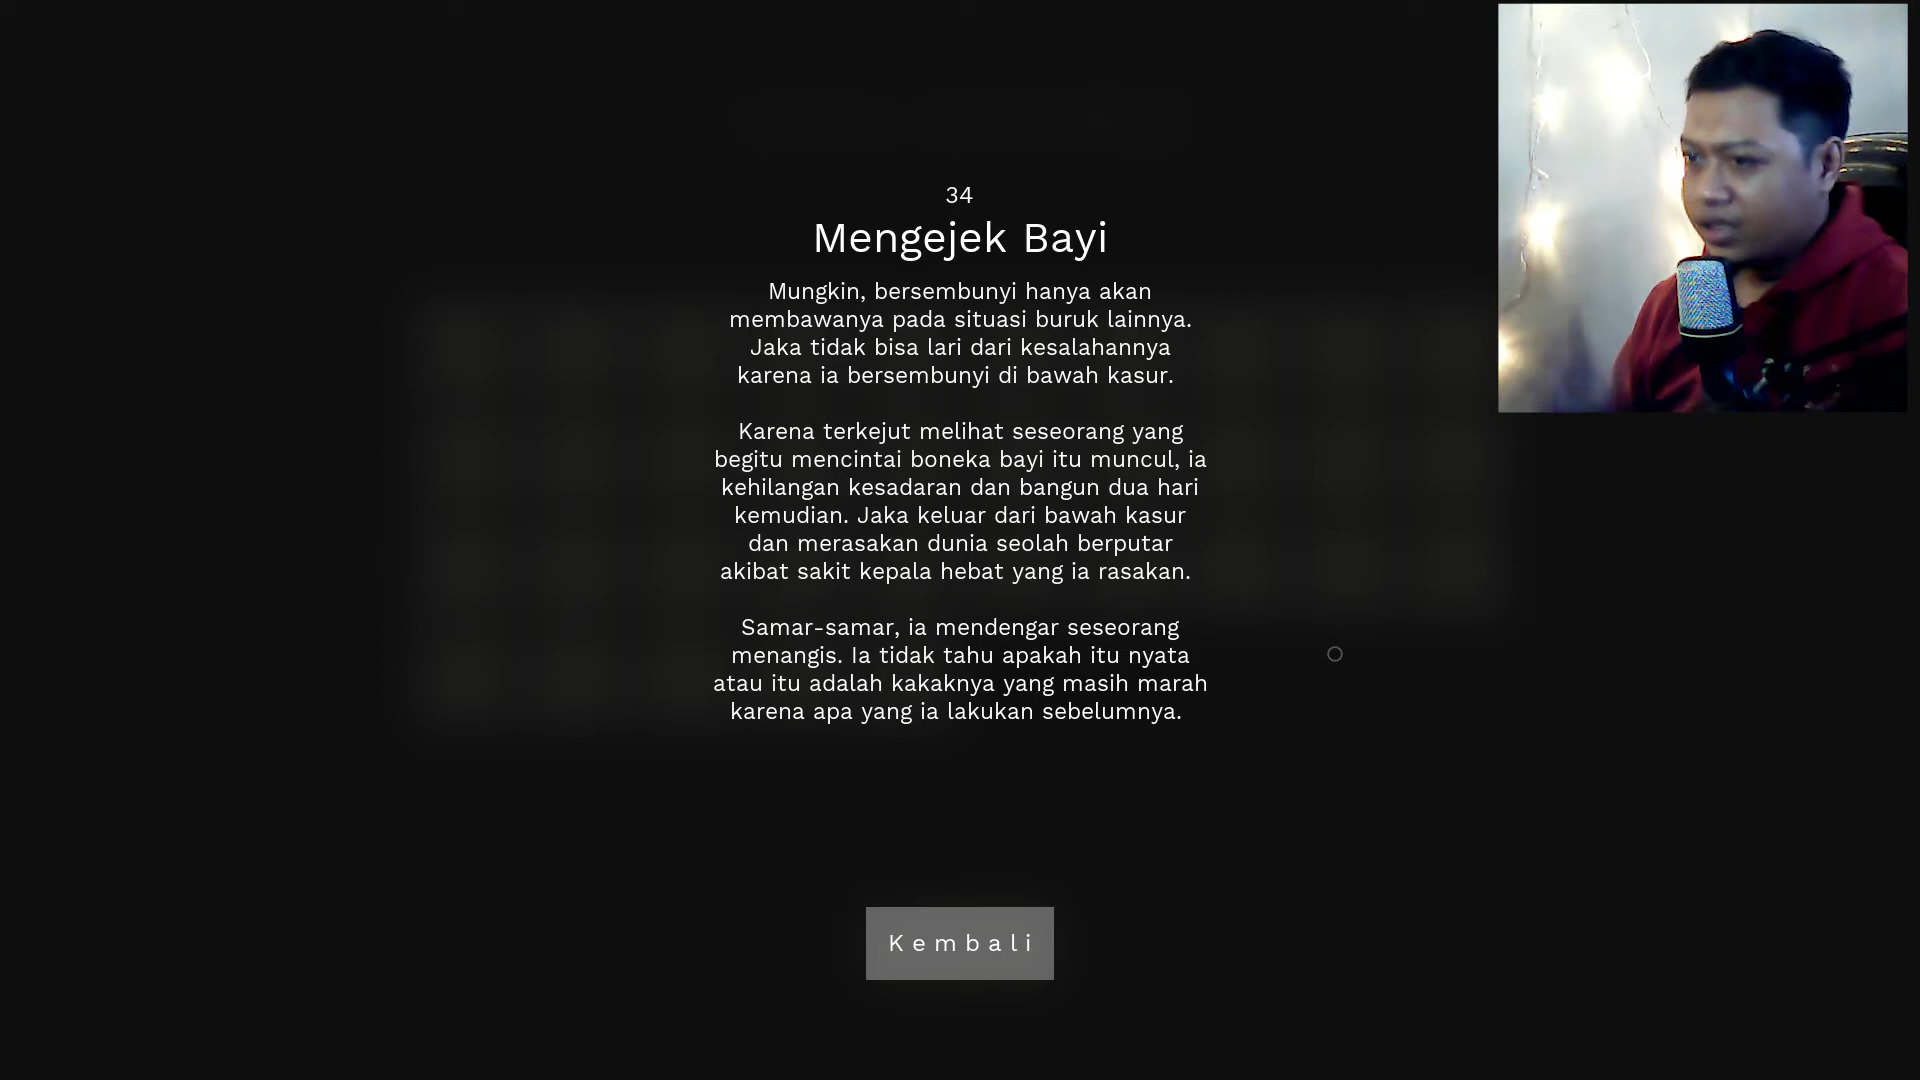 34
Mengejek Bayi
Mungkin, bersembunyi hanya akan
membawanya pada situasi buruk lainnya.
Jaka tidak bisa lari dari kesalahannya
karena ia bersembunyi di bawah kasur.
Karena terkejut melihat seseorang yang
begitu mencintai boneka bayi itu muncul, ia
kehilangan kesadaran dan bangun dua hari
kemudian. Jaka keluar dari bawah kasur
dan merasakan dunia seolah berputar
akibat sakit kepala hebat yang ia rasakan.
Samar-samar, ia mendengar seseorang
menangis. Ia tidak tahu apakah itu nyata
atau itu adalah kakaknya yang masih marah
karena apa yang ia lakukan sebelumnya.
Kembali